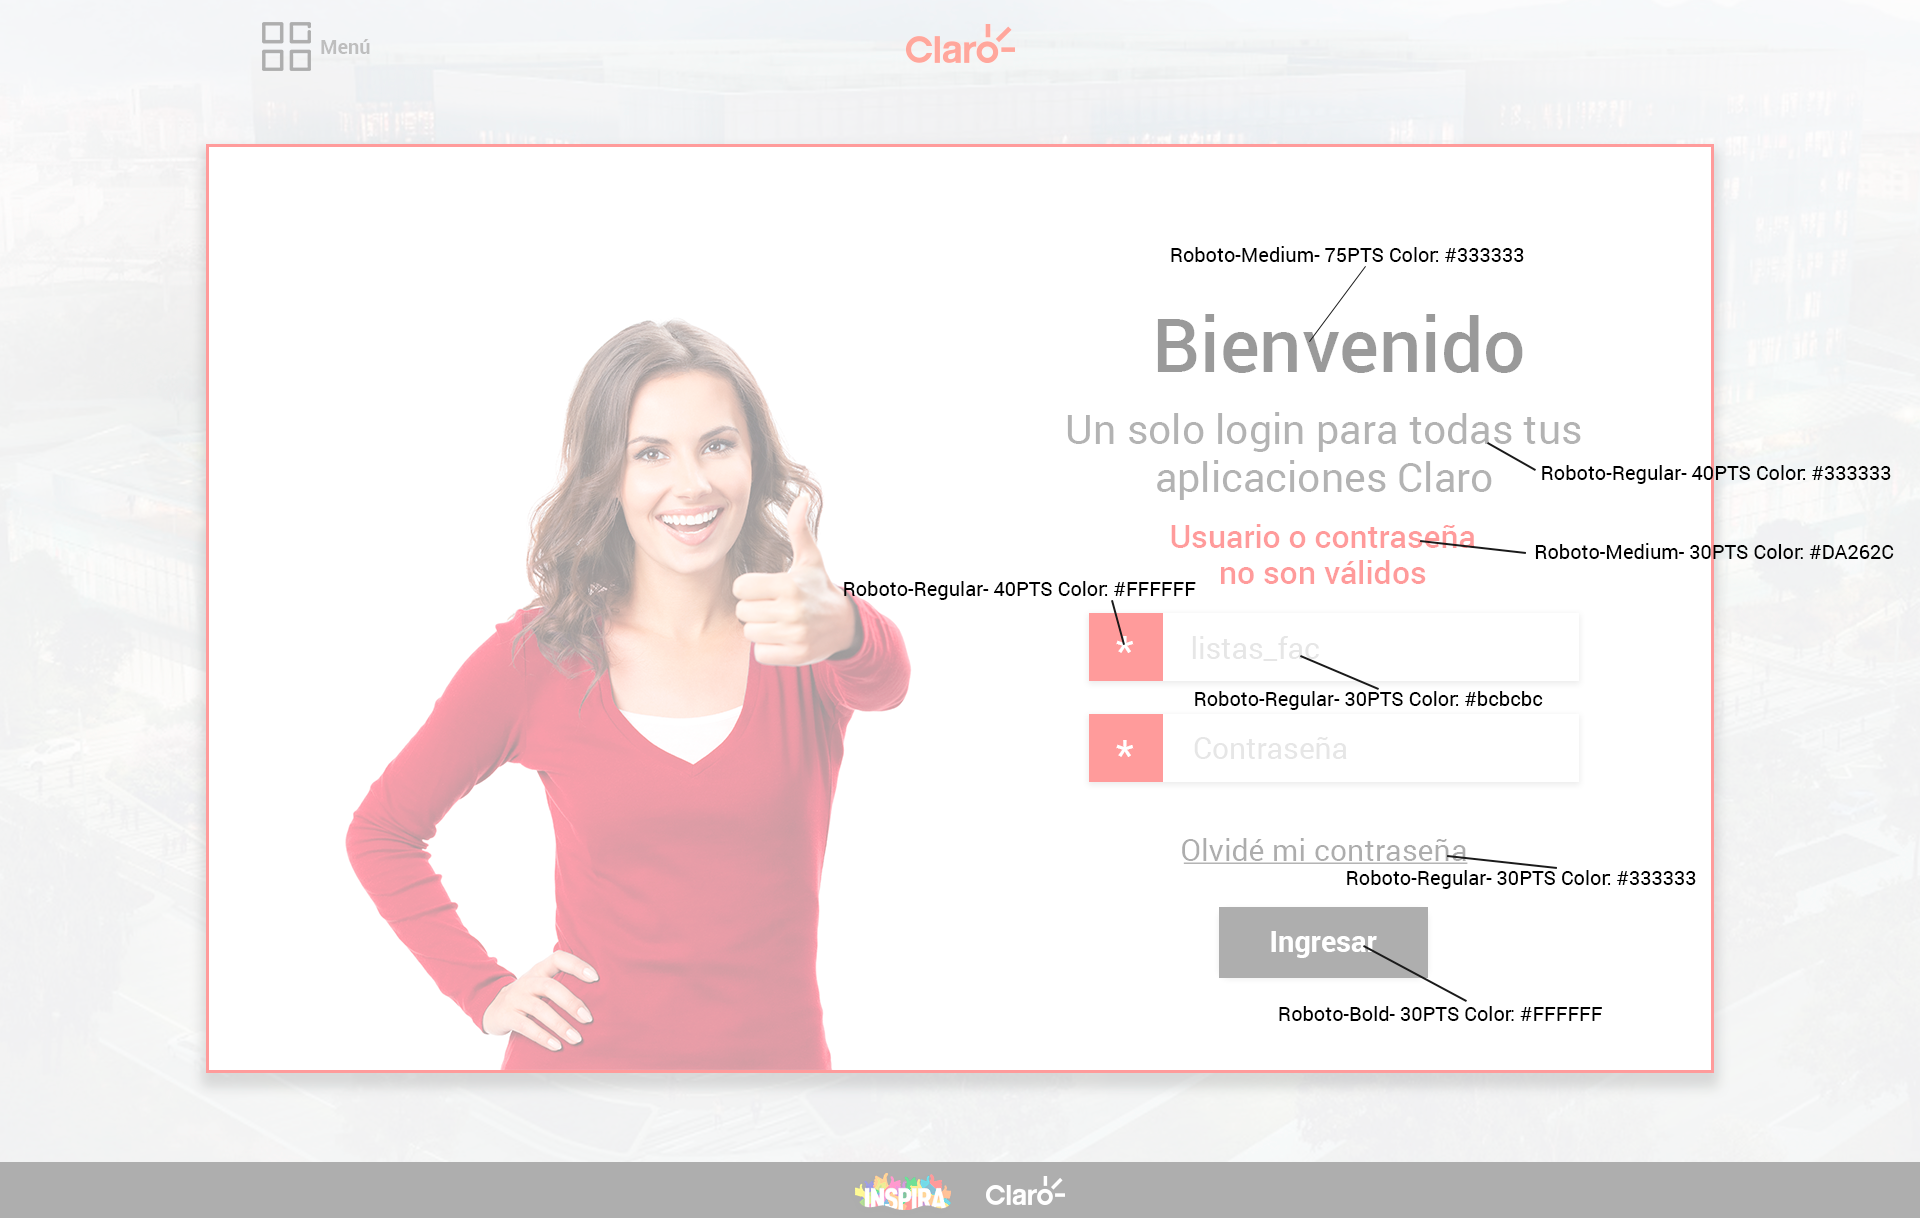 Menú
Claro
Roboto-Medium- 75PTS Color: #333333
Bienvenido
Un solo login para todas tus
aplicaciones Claro
Roboto-Regular- 40PTS Color: #333333
Usuario o contraseña
no son válidos
Roboto-Medium- 30PTS Color: #DA262C
Roboto-Regular- 40PTS Color: #FFFFFF
* listas_fac
Roboto-Regular- 30PTS Color: #bcbcbc
* Contraseña
Olvidé mi contraseña
Roboto-Regular- 30PTS Color: #333333
Ingresar
Roboto-Bold- 30PTS Color: #FFFFFF
INSPIRA Claro